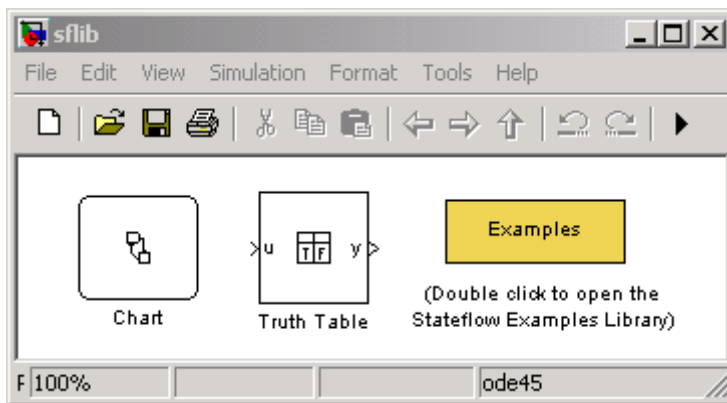 sflib
File Edit View Simulation Format Tools Help
u T F y
Examples
Chart
Truth Table
(Double click to open the
Stateflow Examples Library)
F 100% ode45